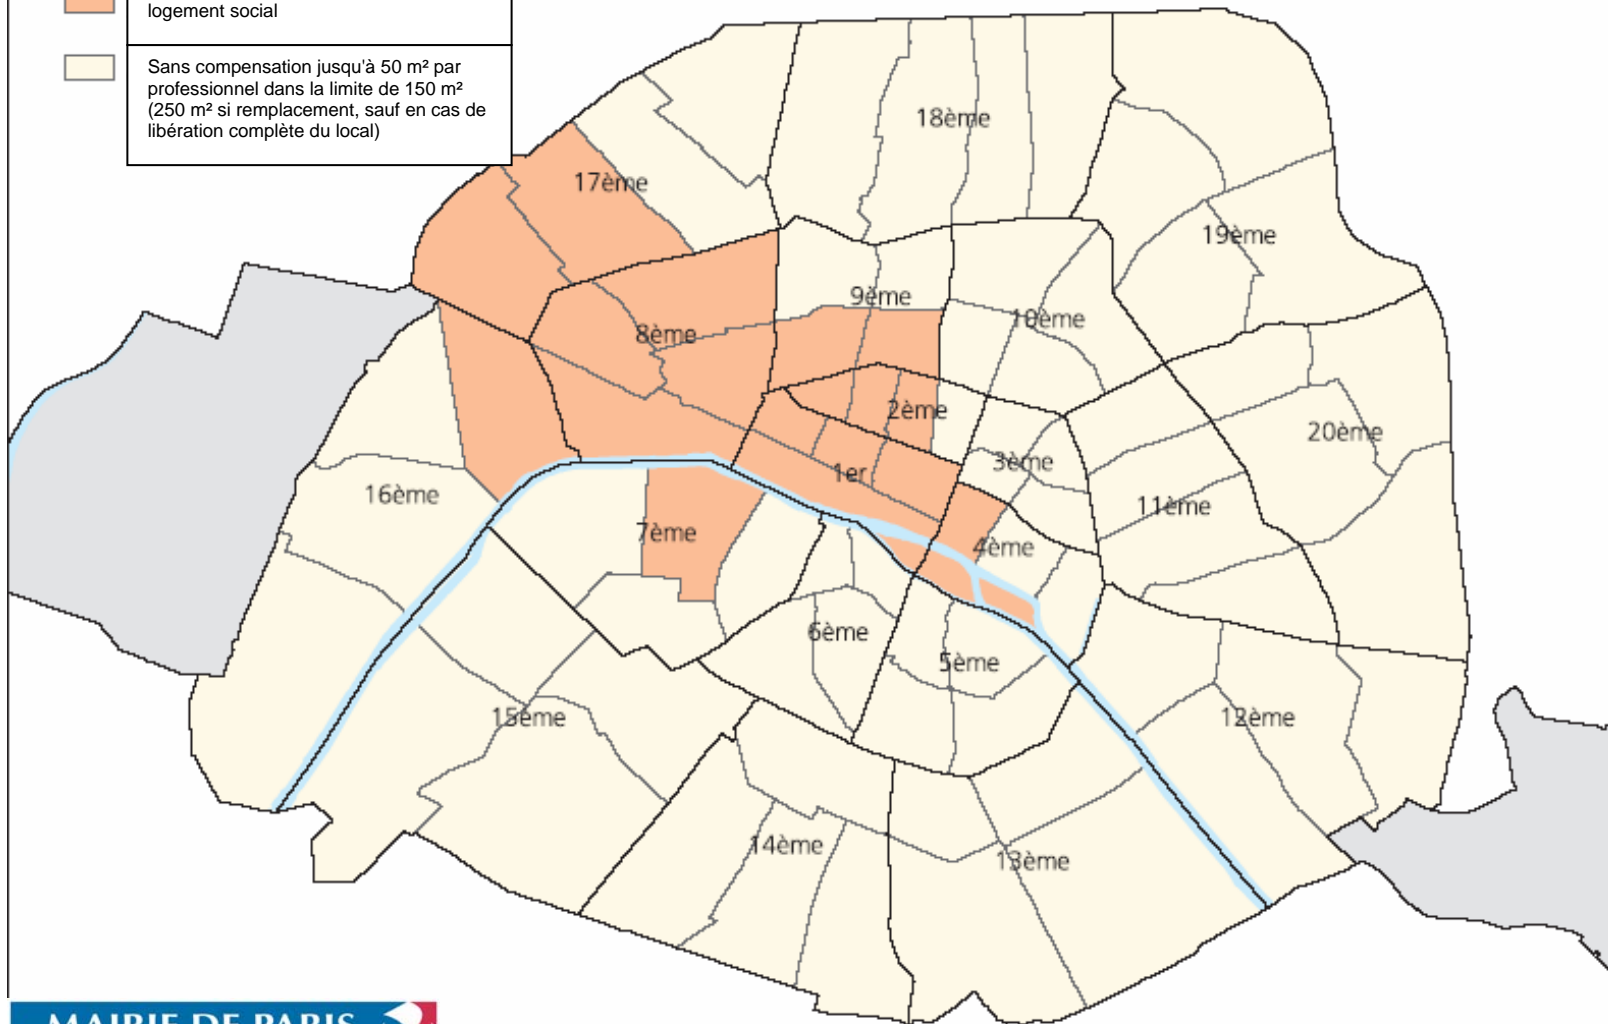 logement social
Sans compensation jusqu'à 50 m² par
professionnel dans la limite de 150 m²
(250 m² si remplacement, sauf en cas de
libération complète du local)
18ème
17ème
19ème
9ème
10ème
8ème
2ème
20ème
3ème
1er
16ème
11ème
7ème
4ème
6ème
5ème
15ème
12ème
14ème
13ème
MAIRIE DE PARIS